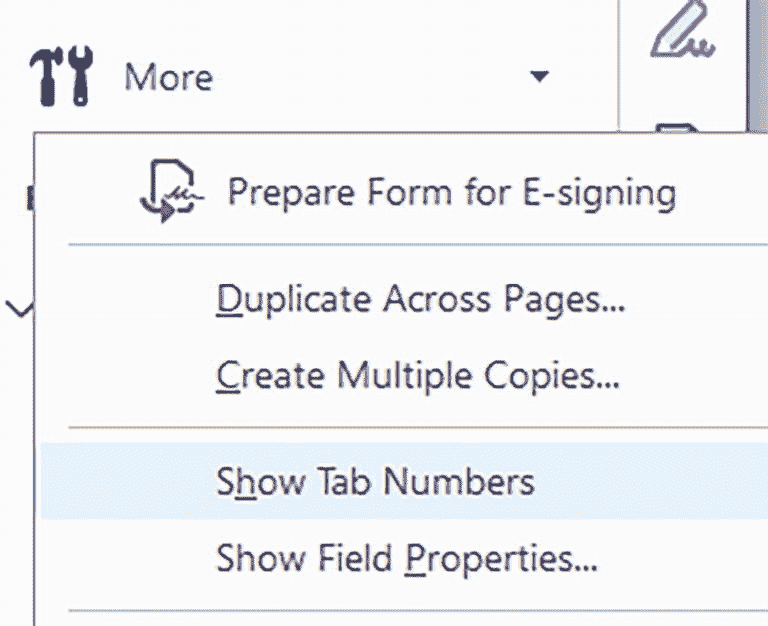 More
Prepare Form for E-signing
Duplicate Across Pages...
Create Multiple Copies...
Show Tab Numbers
Show Field Properties...